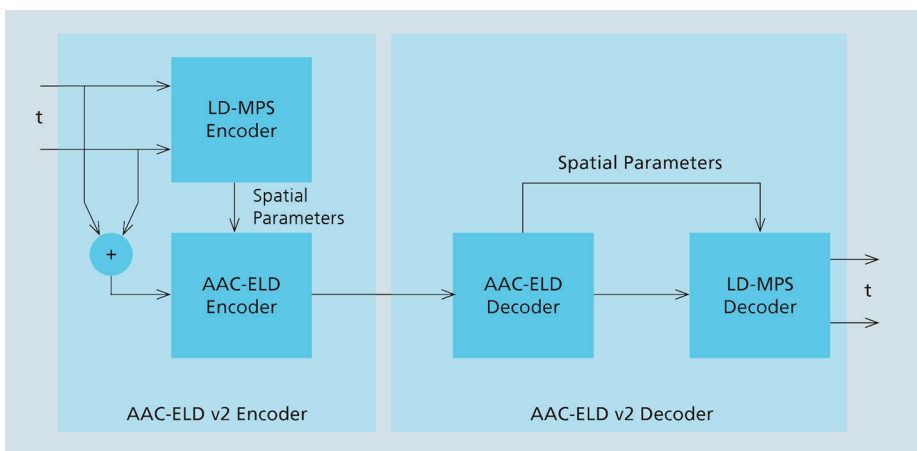 t
LD-MPS
Encoder
Spatial
Parameters
+
AAC-ELD
Encoder
AAC-ELD v2 Encoder
Spatial Parameters
AAC-ELD
Decoder
LD-MPS
Decoder
t
AAC-ELD v2 Decoder